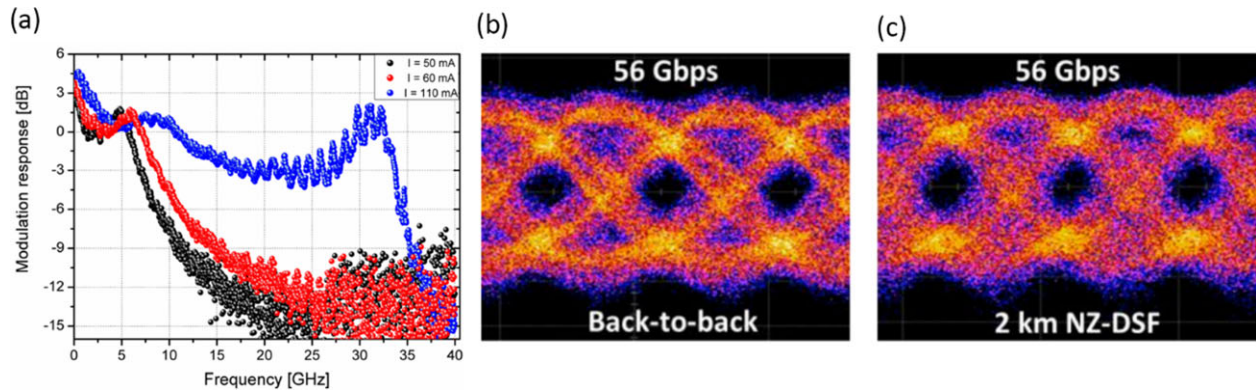 (a)
6
3
0
-3
-6
-9
-12
-15
Modulation response [dB]
I = 50 mA
I = 60 mA
I = 110 mA
0 5 10 15 20 25 30 35 40
Frequency [GHz]
(b)
56 Gbps
Back-to-back
(c)
56 Gbps
2 km NZ-DSF